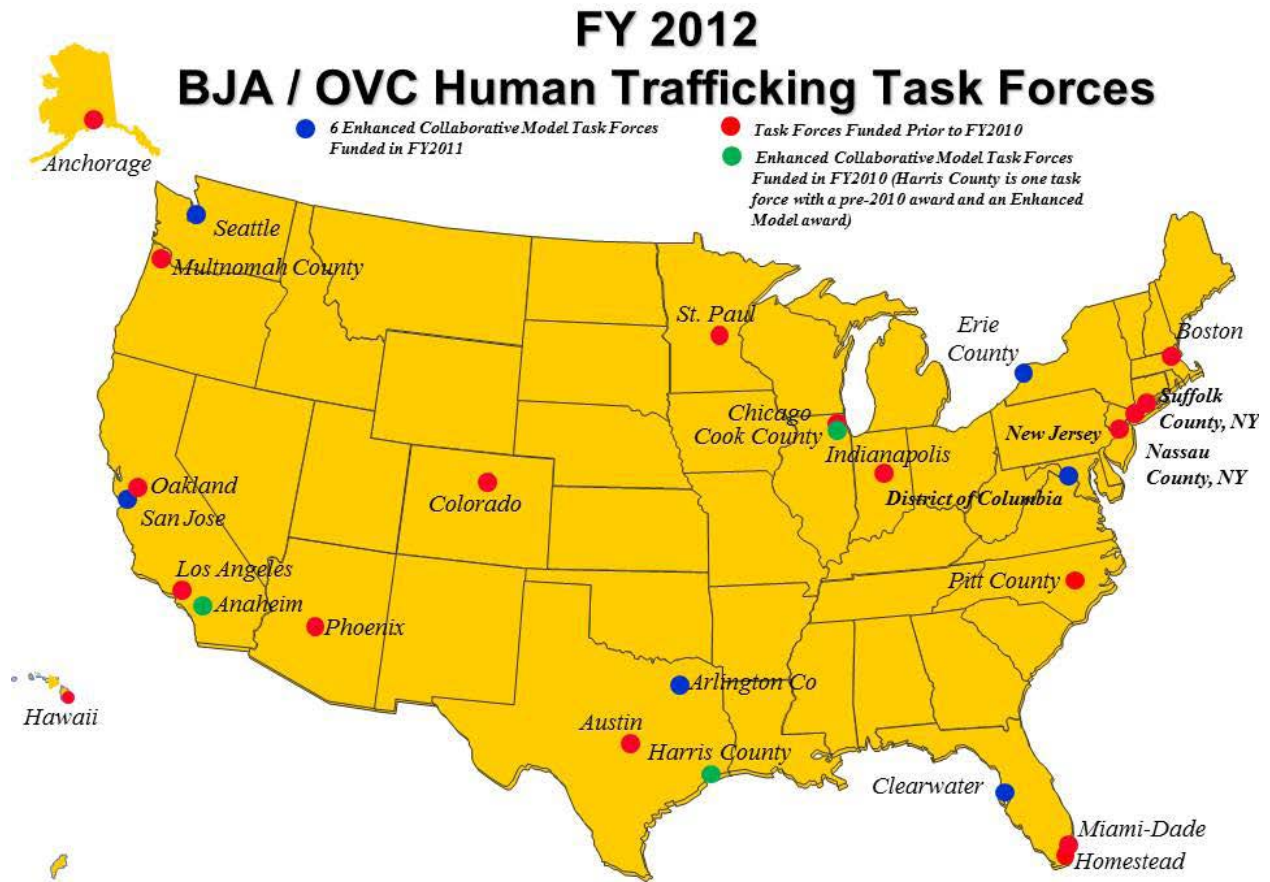 FY 2012
BJA / OVC Human Trafficking Task Forces
6 Enhanced Collaborative Model Task Forces
Funded in FY2011
Task Forces Funded Prior to FY2010
Enhanced Collaborative Model Task Forces
Funded in FY2010 (Harris County is one task
force with a pre-2010 award and an Enhanced
Model award)
Anchorage
Seattle
Multnomah County
St. Paul
Erie
County
Boston
Suffolk
County, NY
Chicago
Cook County
New Jersey
Nassau
County, NY
Indianapolis
District of Columbia
Oakland
San Jose
Colorado
Los Angeles
Anaheim
Phoenix
Pitt County
Hawaii
Arlington Co
Austin
Harris County
Clearwater
Miami-Dade
Homestead